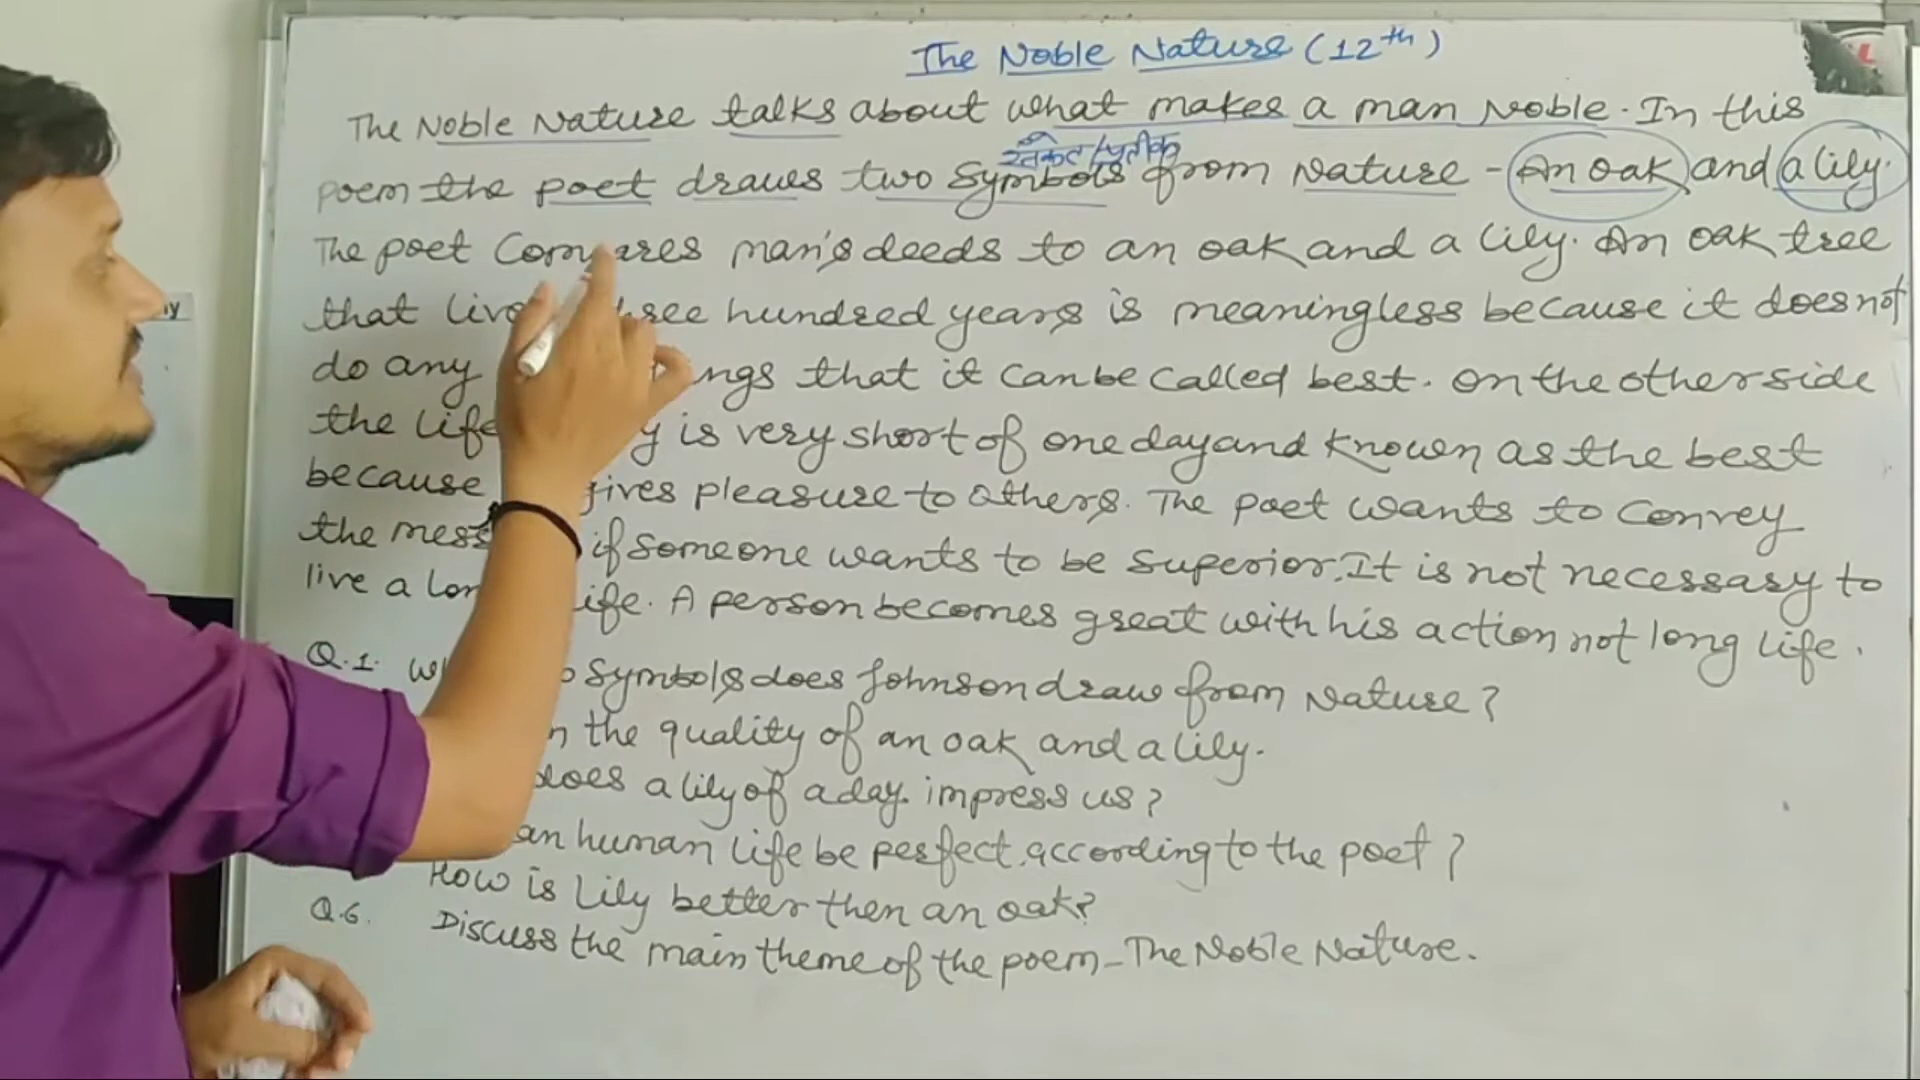 The Noble Nature (12th)
The Noble Nature talks about what makes a man Noble. In this
संकेत/प्रतीक
poem the poet draws two Symbols from Nature - An oak and a lily.
The poet Compares man's deeds to an oak and a lily. An oak tree
that three hundred years is meaningless because it does not
do any that it can be called best. on the other side
the life is very short of one day and known as the best
because gives pleasure to others. The poet wants to convey
the if someone wants to be superior. It is not necessary to
live a life. A person becomes great with his action not long life.
Q.1. Symbols does Johnson draw from Nature?
the quality of an oak and a lily.
does a lily of a day impress us?
human life be perfect, according to the poet?
How is Lily better then an oak?
Q.6. Discuss the main theme of the poem - The Noble Nature.